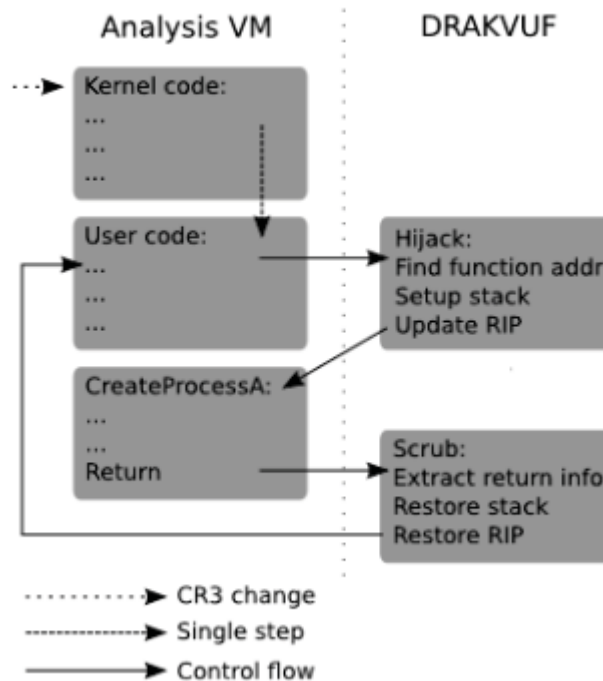 Analysis VM
DRAKVUF
Kernel code:
...
...
...
User code:
...
...
...
Hijack:
Find function addr
Setup stack
Update RIP
CreateProcessA:
...
...
Return
Scrub:
Extract return info
Restore stack
Restore RIP
CR3 change
Single step
Control flow